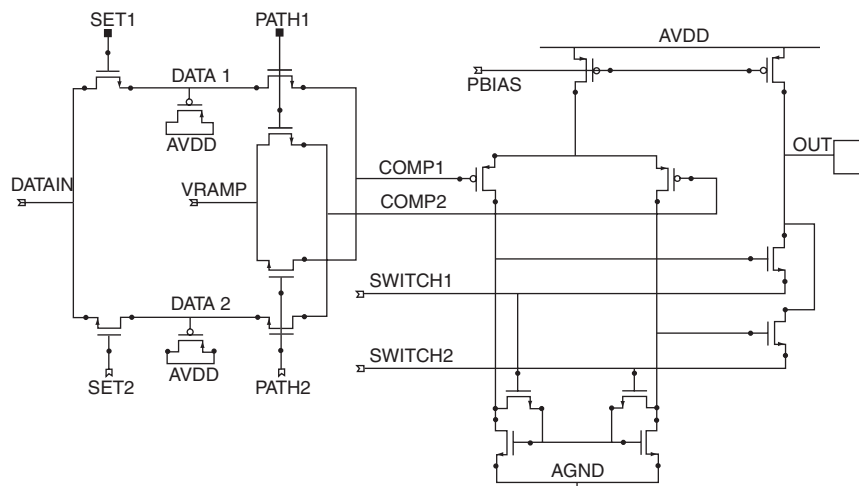 SET1
PATH1
AVDD
DATA 1
PBIAS
AVDD
OUT
DATAIN
VRAMP
COMP1
COMP2
SWITCH1
DATA 2
SWITCH2
AVDD
SET2
PATH2
AGND